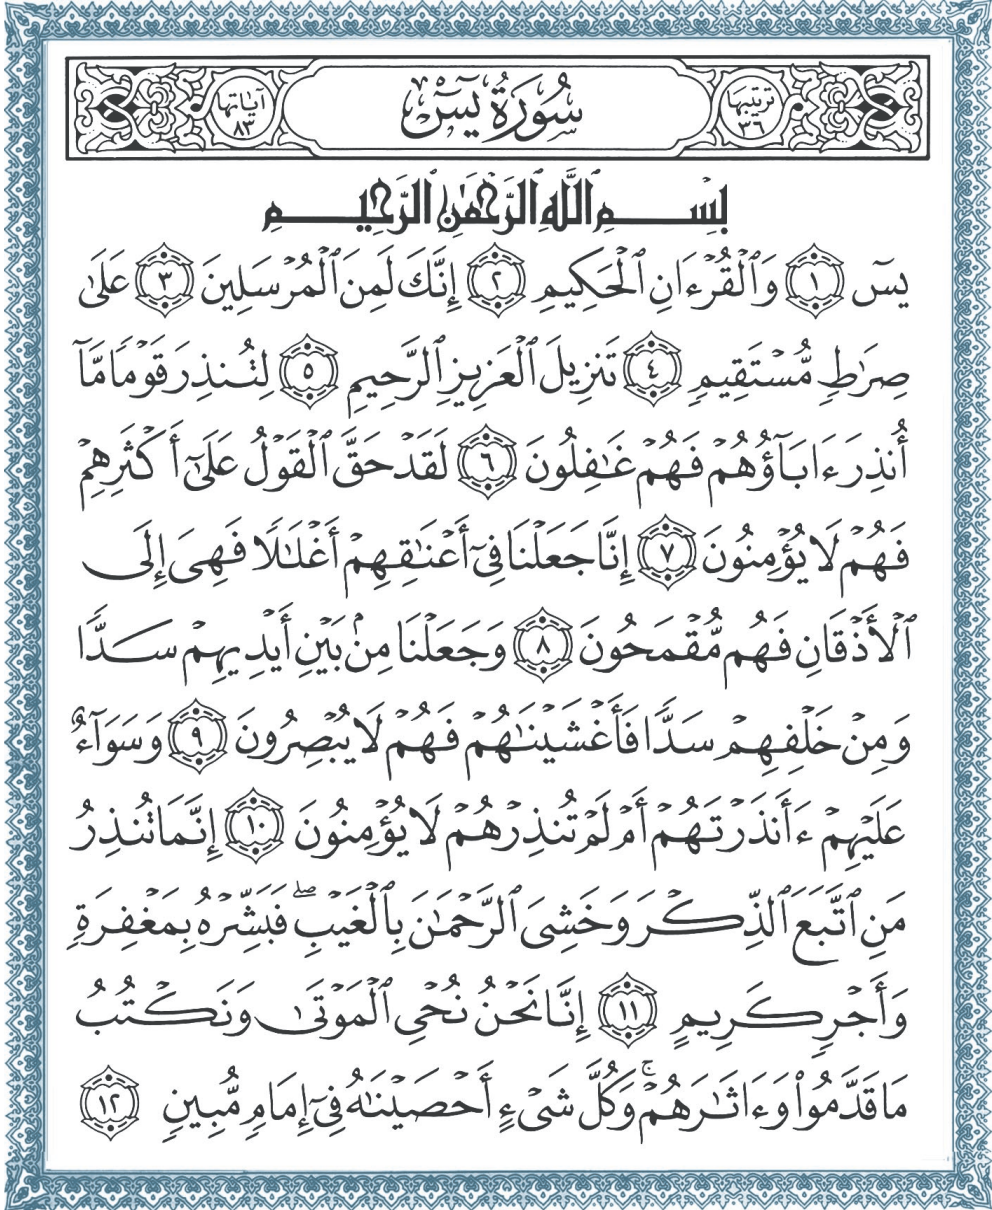 ترتيبها ٣٦ سُورَةُ يسٓ آياتها ٨٣
بِسْمِ ٱللَّهِ ٱلرَّحْمَٰنِ ٱلرَّحِيمِ
يسٓ ١ وَٱلْقُرْءَانِ ٱلْحَكِيمِ ٢ إِنَّكَ لَمِنَ ٱلْمُرْسَلِينَ ٣ عَلَىٰ
صِرَٰطٍ مُّسْتَقِيمٍ ٤ تَنزِيلَ ٱلْعَزِيزِ ٱلرَّحِيمِ ٥ لِتُنذِرَ قَوْمًا مَّآ
أُنذِرَ ءَابَآؤُهُمْ فَهُمْ غَٰفِلُونَ ٦ لَقَدْ حَقَّ ٱلْقَوْلُ عَلَىٰٓ أَكْثَرِهِمْ
فَهُمْ لَا يُؤْمِنُونَ ٧ إِنَّا جَعَلْنَا فِىٓ أَعْنَٰقِهِمْ أَغْلَٰلًا فَهِىَ إِلَى
ٱلْأَذْقَانِ فَهُم مُّقْمَحُونَ ٨ وَجَعَلْنَا مِنۢ بَيْنِ أَيْدِيهِمْ سَدًّا
وَمِنْ خَلْفِهِمْ سَدًّا فَأَغْشَيْنَٰهُمْ فَهُمْ لَا يُبْصِرُونَ ٩ وَسَوَآءٌ
عَلَيْهِمْ ءَأَنذَرْتَهُمْ أَمْ لَمْ تُنذِرْهُمْ لَا يُؤْمِنُونَ ١٠ إِنَّمَا تُنذِرُ
مَنِ ٱتَّبَعَ ٱلذِّكْرَ وَخَشِىَ ٱلرَّحْمَٰنَ بِٱلْغَيْبِ ۖ فَبَشِّرْهُ بِمَغْفِرَةٍ
وَأَجْرٍ كَرِيمٍ ١١ إِنَّا نَحْنُ نُحْىِ ٱلْمَوْتَىٰ وَنَكْتُبُ
مَا قَدَّمُوا۟ وَءَاثَٰرَهُمْ ۚ وَكُلَّ شَىْءٍ أَحْصَيْنَٰهُ فِىٓ إِمَامٍ مُّبِينٍ ١٢